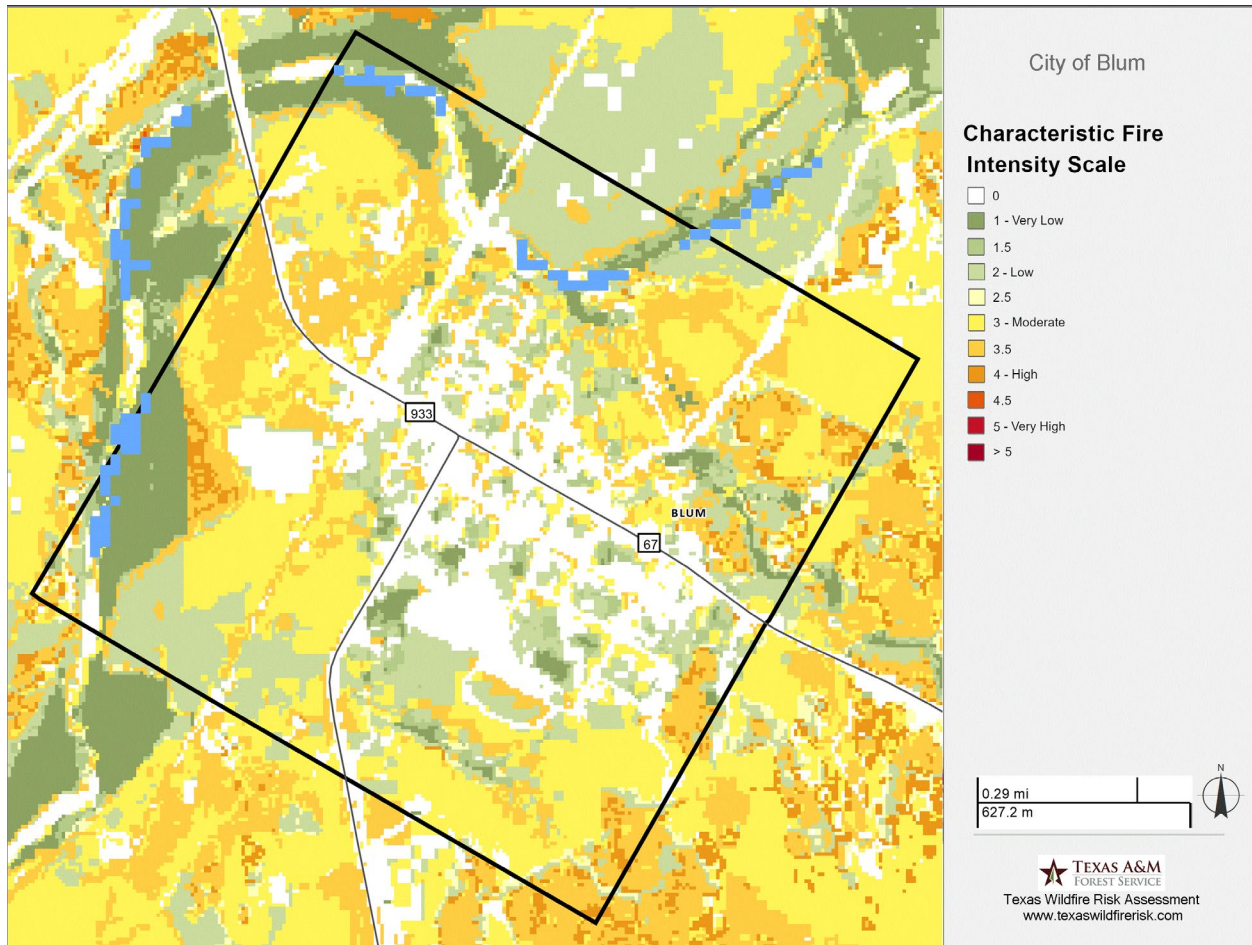 City of Blum
Characteristic Fire
Intensity Scale
0
1 - Very Low
1.5
2 - Low
2.5
3 - Moderate
3.5
4 - High
4.5
5 - Very High
> 5
933
BLUM
67
N
0.29 mi
627.2 m
TEXAS A&M
FOREST SERVICE
Texas Wildfire Risk Assessment
www.texaswildfirerisk.com